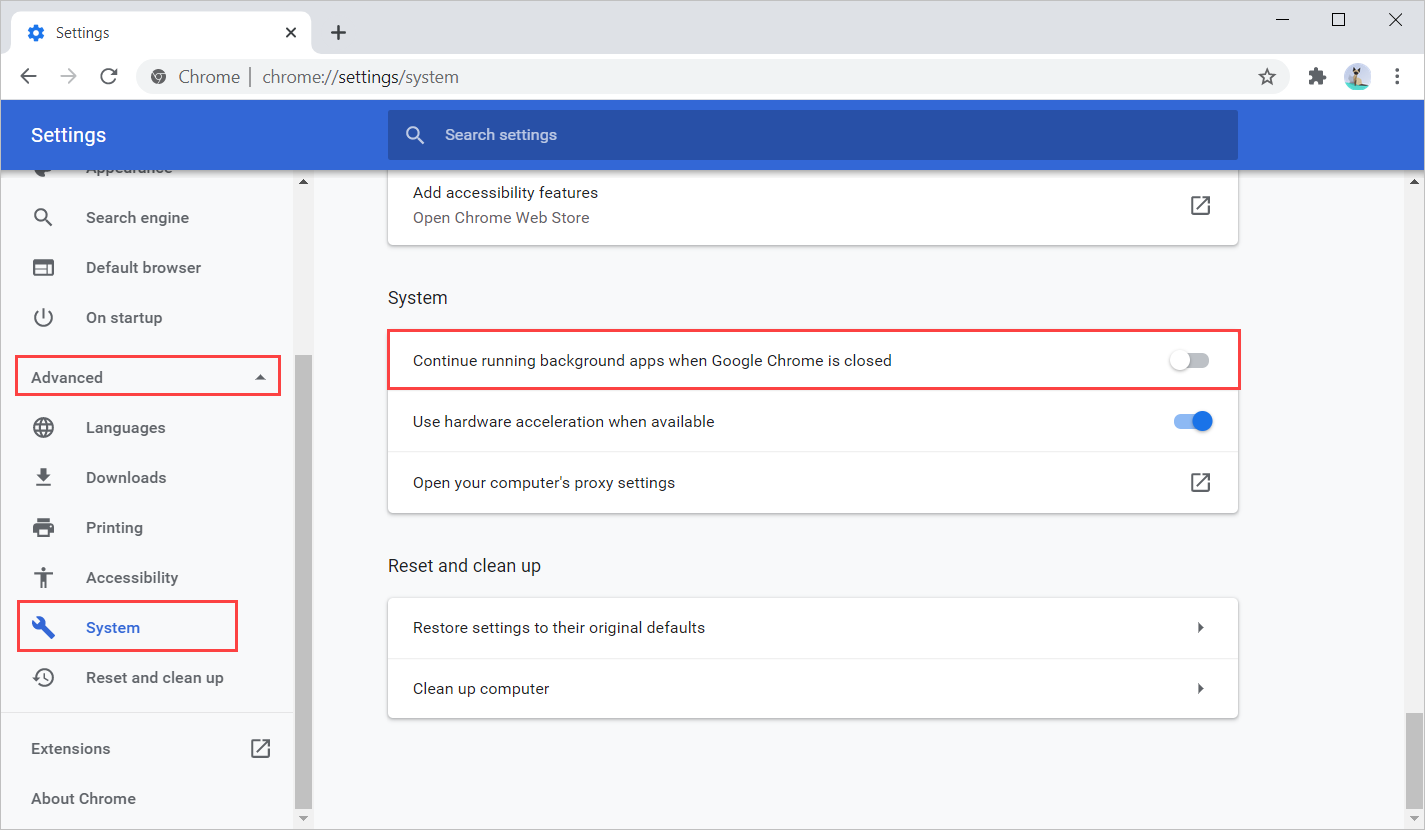 Settings
Chrome
chrome://settings/system
Settings
Search settings
Appearance
Search engine
Default browser
On startup
Advanced
Languages
Downloads
Printing
Accessibility
System
Reset and clean up
Extensions
About Chrome
Add accessibility features
Open Chrome Web Store
System
Continue running background apps when Google Chrome is closed
Use hardware acceleration when available
Open your computer's proxy settings
Reset and clean up
Restore settings to their original defaults
Clean up computer